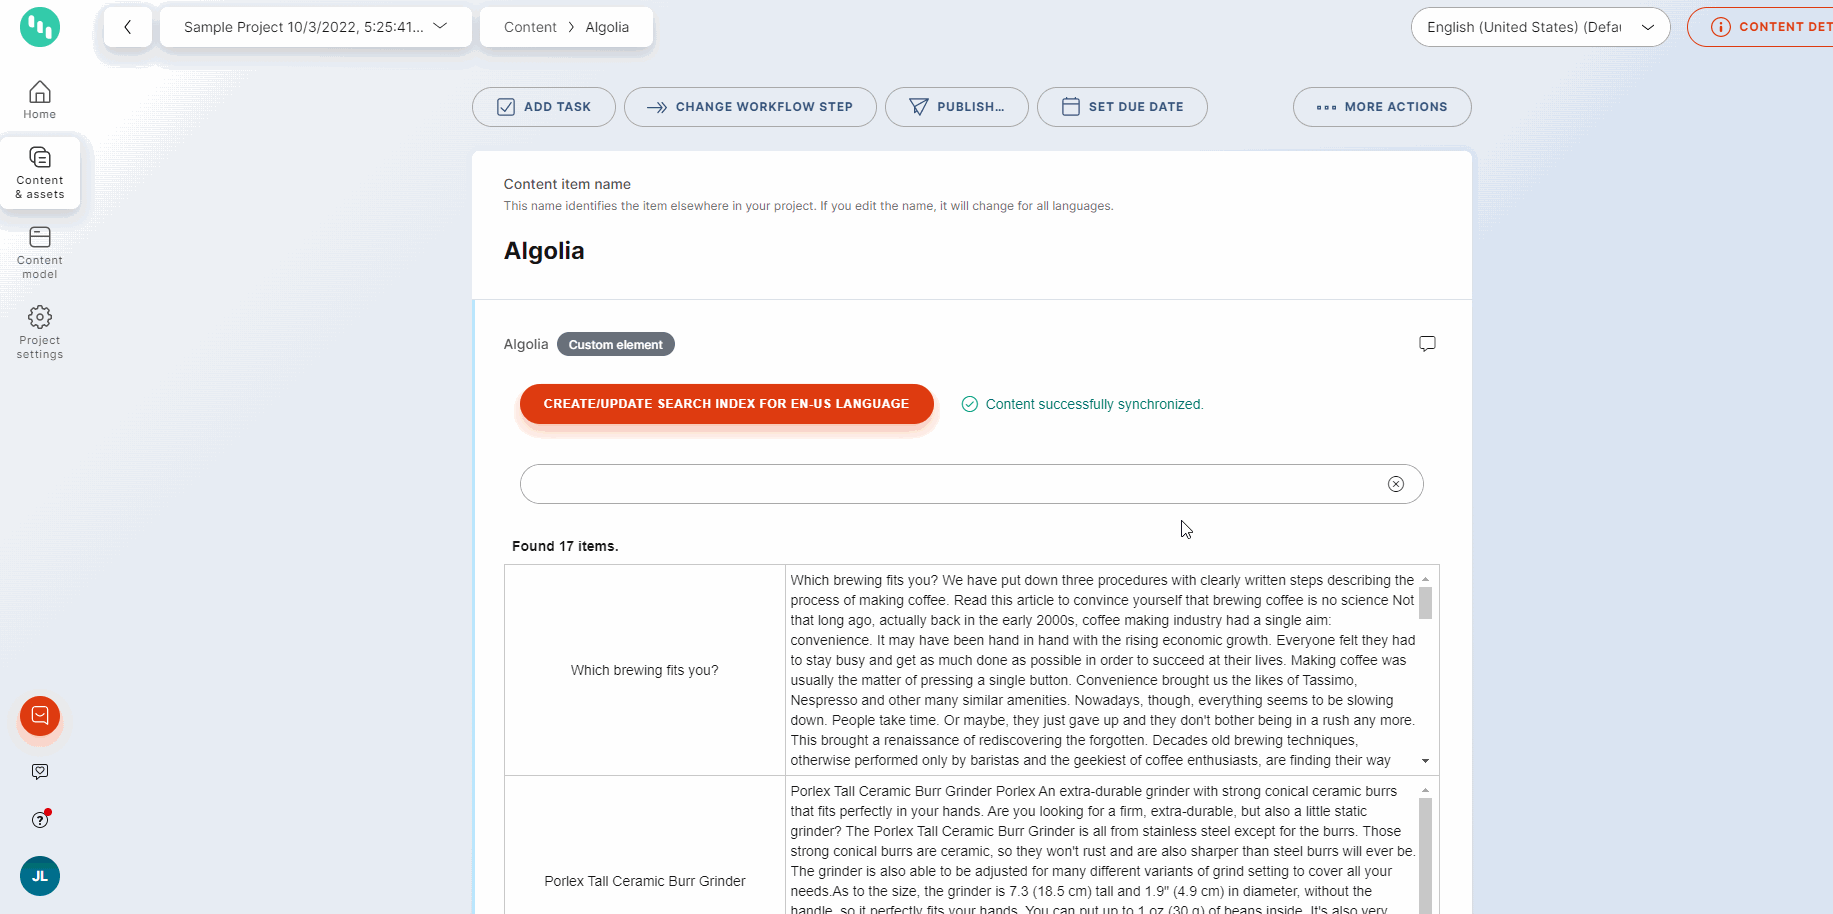 Sample Project 10/3/2022, 5:25:41...
Content > Algolia
English (United States) (Defau
CONTENT DET
Home
Content
& assets
Content
model
Project
settings
JL
ADD TASK
CHANGE WORKFLOW STEP
PUBLISH...
SET DUE DATE
MORE ACTIONS
Content item name
This name identifies the item elsewhere in your project. If you edit the name, it will change for all languages.
Algolia
Algolia Custom element
CREATE/UPDATE SEARCH INDEX FOR EN-US LANGUAGE
Content successfully synchronized.
Found 17 items.
Which brewing fits you?
Which brewing fits you? We have put down three procedures with clearly written steps describing the
process of making coffee. Read this article to convince yourself that brewing coffee is no science Not
that long ago, actually back in the early 2000s, coffee making industry had a single aim:
convenience. It may have been hand in hand with the rising economic growth. Everyone felt they had
to stay busy and get as much done as possible in order to succeed at their lives. Making coffee was
usually the matter of pressing a single button. Convenience brought us the likes of Tassimo,
Nespresso and other many similar amenities. Nowadays, though, everything seems to be slowing
down. People take time. Or maybe, they just gave up and they don't bother being in a rush any more.
This brought a renaissance of rediscovering the forgotten. Decades old brewing techniques,
otherwise performed only by baristas and the geekiest of coffee enthusiasts, are finding their way
Porlex Tall Ceramic Burr Grinder
Porlex Tall Ceramic Burr Grinder Porlex An extra-durable grinder with strong conical ceramic burrs
that fits perfectly in your hands. Are you looking for a firm, extra-durable, but also a little static
grinder? The Porlex Tall Ceramic Burr Grinder is all from stainless steel except for the burrs. Those
strong conical burrs are ceramic, so they won't rust and are also sharper than steel burrs will ever be.
The grinder is also able to be adjusted for many different variants of grind setting to cover all your
needs.As to the size, the grinder is 7.3 (18.5 cm) tall and 1.9" (4.9 cm) in diameter, without the
handle, so it perfectly fits your hands. You can put up to 1 oz (30 g) of beans inside. It's also very